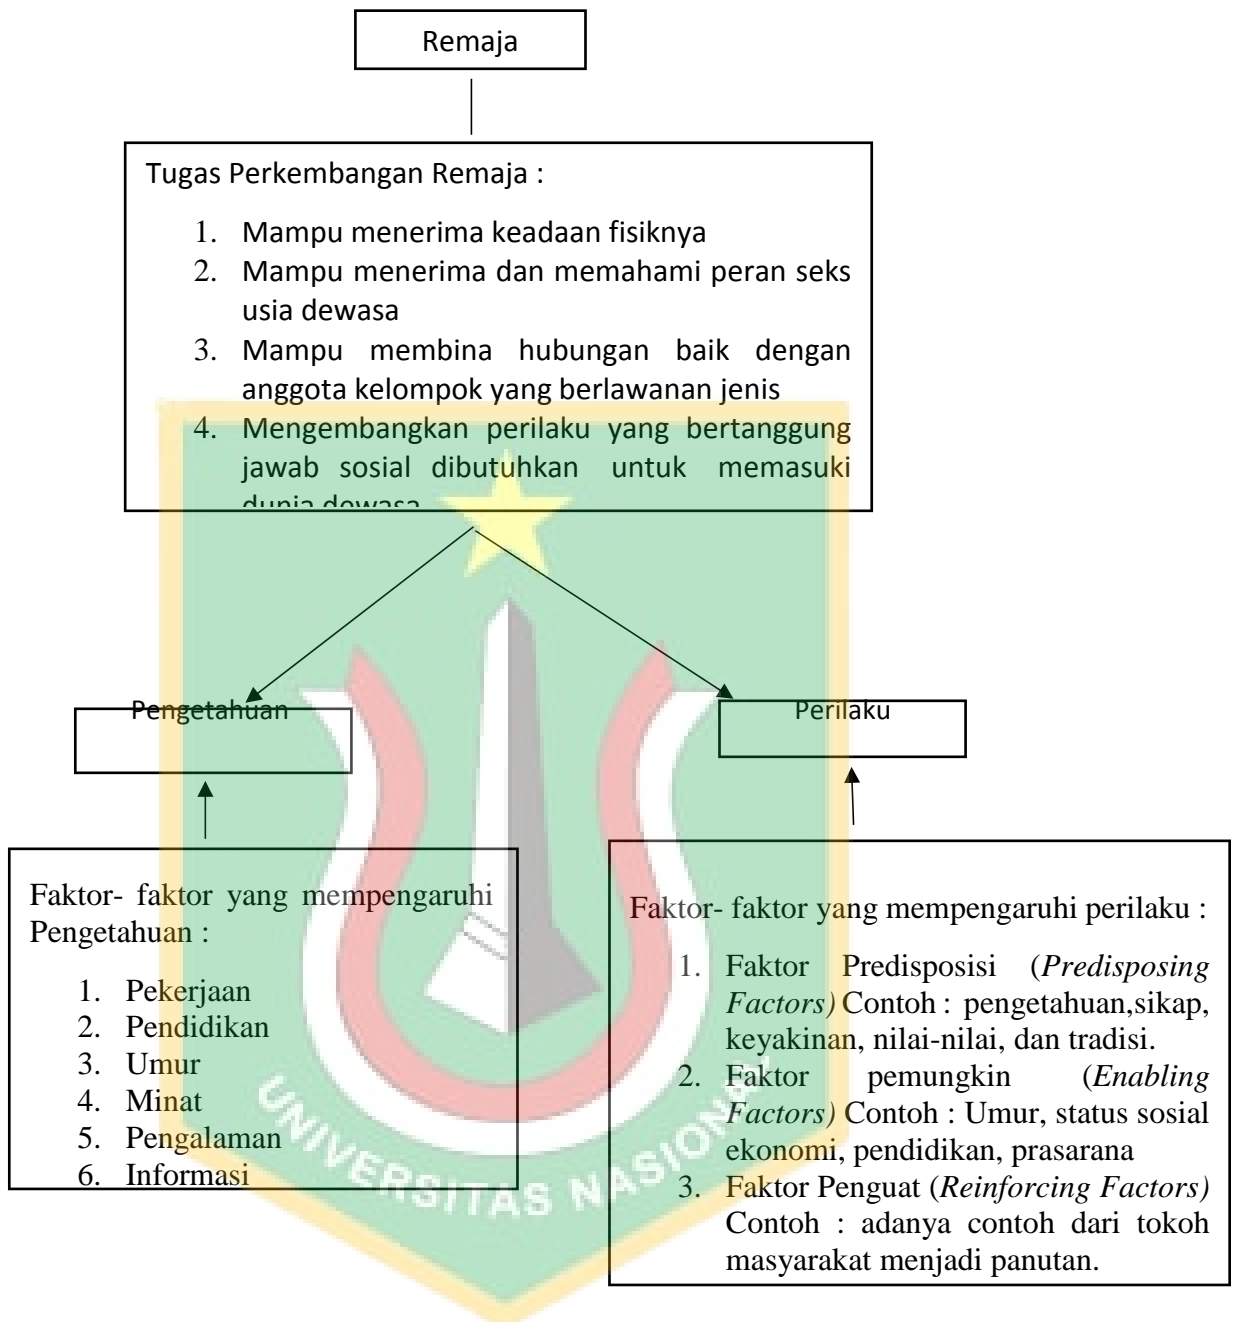 Remaja
Tugas Perkembangan Remaja :
1. Mampu menerima keadaan fisiknya
2. Mampu menerima dan memahami peran seks
usia dewasa
3. Mampu membina hubungan baik dengan
anggota kelompok yang berlawanan jenis
4. Mengembangkan perilaku yang bertanggung
jawab sosial dibutuhkan untuk memasuki
dunia dewasa
Pengetahuan
Perilaku
Faktor- faktor yang mempengaruhi
Pengetahuan :
1. Pekerjaan
2. Pendidikan
3. Umur
4. Minat
5. Pengalaman
6. Informasi
Faktor- faktor yang mempengaruhi perilaku :
1. Faktor Predisposisi (Predisposing
Factors) Contoh : pengetahuan,sikap,
keyakinan, nilai-nilai, dan tradisi.
2. Faktor pemungkin (Enabling
Factors) Contoh : Umur, status sosial
ekonomi, pendidikan, prasarana
3. Faktor Penguat (Reinforcing Factors)
Contoh : adanya contoh dari tokoh
masyarakat menjadi panutan.
UNIVERSITAS NASIONAL